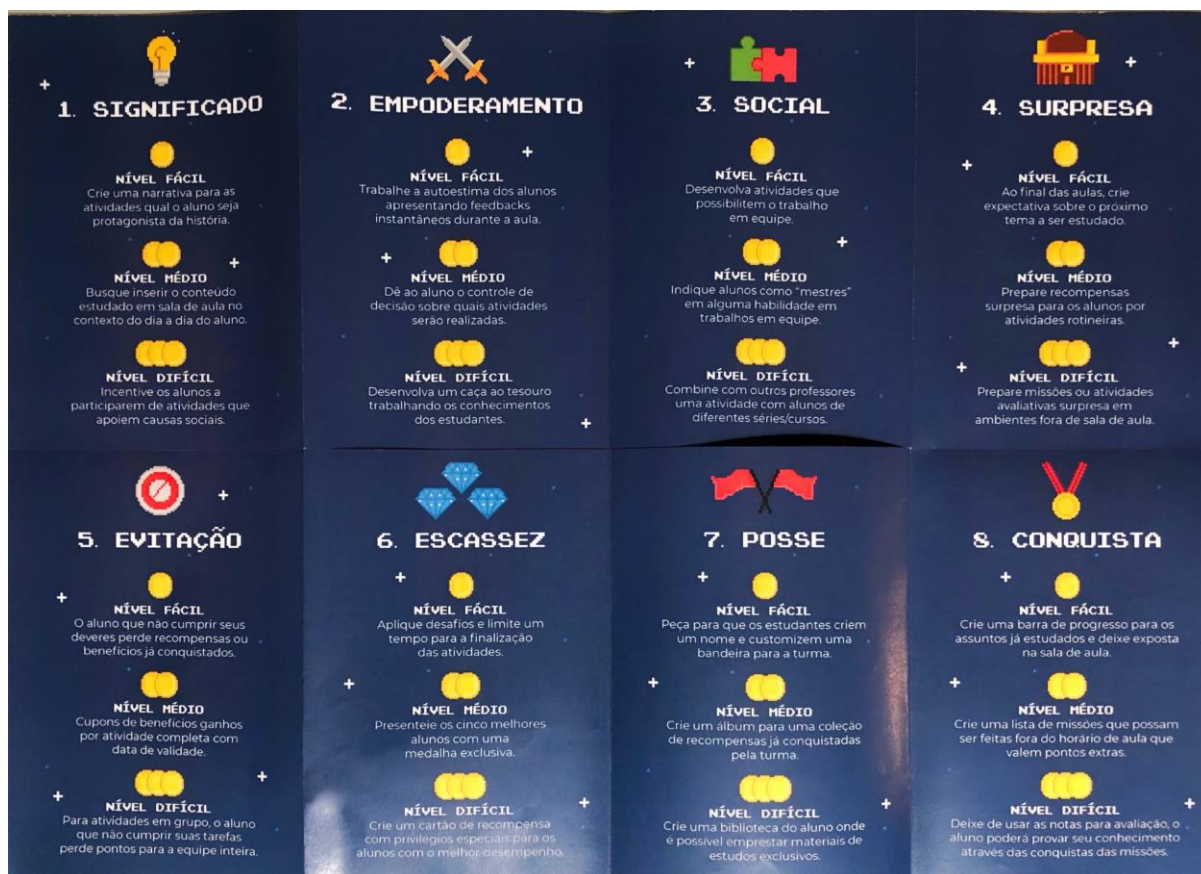 1. SIGNIFICADO
NÍVEL FÁCIL
Crie uma narrativa para as
atividades qual o aluno seja
protagonista da história.
NÍVEL MÉDIO
Busque inserir o conteúdo
estudado em sala de aula no
contexto do dia a dia do aluno.
NÍVEL DIFÍCIL
Incentive os alunos a
participarem de atividades que
apoiem causas sociais.
2. EMPODERAMENTO
NÍVEL FÁCIL
Trabalhe a autoestima dos alunos
apresentando feedbacks
instantâneos durante a aula.
NÍVEL MÉDIO
Dê ao aluno o controle de
decisão sobre quais atividades
serão realizadas.
NÍVEL DIFÍCIL
Desenvolva um caça ao tesouro
trabalhando os conhecimentos
dos estudantes.
3. SOCIAL
NÍVEL FÁCIL
Desenvolva atividades que
possibilitem o trabalho
em equipe.
NÍVEL MÉDIO
Indique alunos como “mestres”
em alguma habilidade em
trabalhos em equipe.
NÍVEL DIFÍCIL
Combine com outros professores
uma atividade com alunos de
diferentes séries/cursos.
4. SURPRESA
NÍVEL FÁCIL
Ao final das aulas, crie
expectativa sobre o próximo
tema a ser estudado.
NÍVEL MÉDIO
Prepare recompensas
surpresa para os alunos por
atividades rotineiras.
NÍVEL DIFÍCIL
Prepare missões ou atividades
avaliativas surpresa em
ambientes fora de sala de aula.
5. EVITAÇÃO
NÍVEL FÁCIL
O aluno que não cumprir seus
deveres perde recompensas ou
benefícios já conquistados.
NÍVEL MÉDIO
Cupons de benefícios ganhos
por atividade completa com
data de validade.
NÍVEL DIFÍCIL
Para atividades em grupo, o aluno
que não cumprir suas tarefas
perde pontos para a equipe inteira.
6. ESCASSEZ
NÍVEL FÁCIL
Aplique desafios e limite um
tempo para a finalização
das atividades.
NÍVEL MÉDIO
Presenteie os cinco melhores
alunos com uma
medalha exclusiva.
NÍVEL DIFÍCIL
Crie um cartão de recompensa
com privilégios especiais para os
alunos com o melhor desempenho.
7. POSSE
NÍVEL FÁCIL
Peça para que os estudantes criem
um nome e customizem uma
bandeira para a turma.
NÍVEL MÉDIO
Crie um álbum para uma coleção
de recompensas já conquistadas
pela turma.
NÍVEL DIFÍCIL
Crie uma biblioteca do aluno onde
é possível emprestar materiais de
estudos exclusivos.
8. CONQUISTA
NÍVEL FÁCIL
Crie uma barra de progresso para os
assuntos já estudados e deixe exposta
na sala de aula.
NÍVEL MÉDIO
Crie uma lista de missões que possam
ser feitas fora do horário de aula que
valem pontos extras.
NÍVEL DIFÍCIL
Deixe de usar as notas para avaliação, o
aluno poderá provar seu conhecimento
através das conquistas das missões.